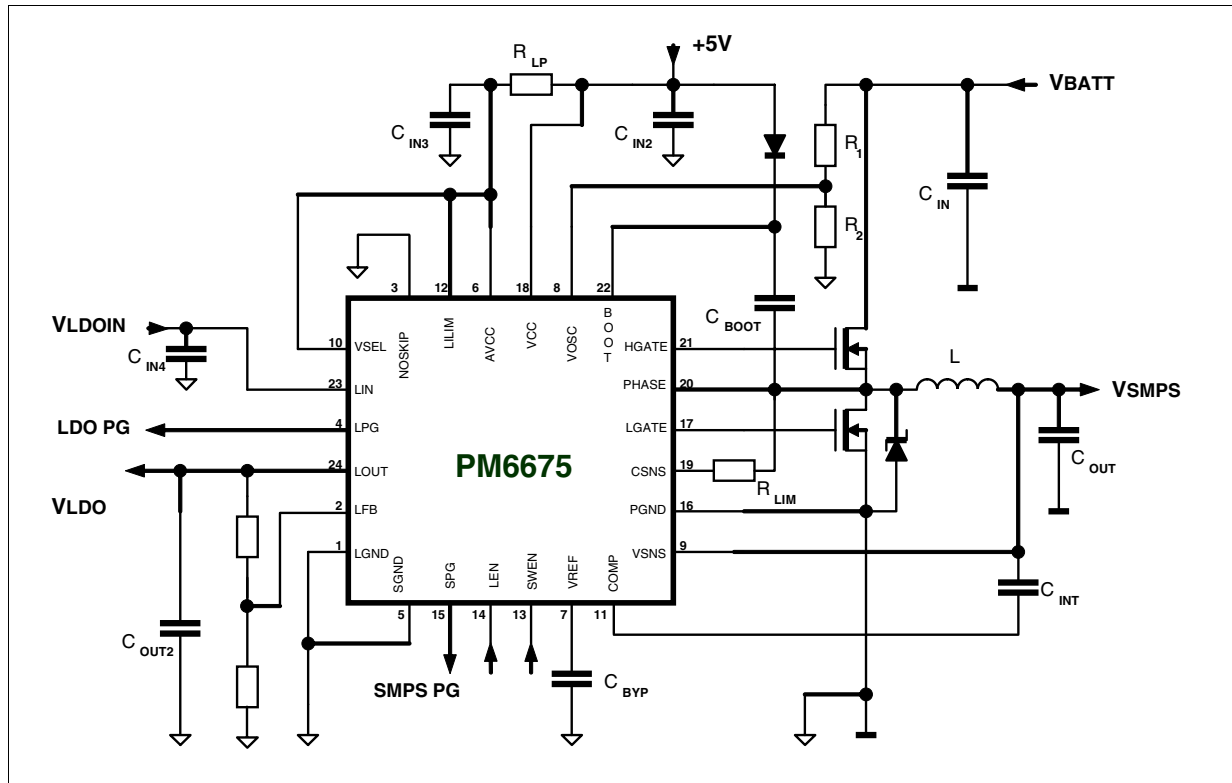 +5V
R LP
VBATT
C IN3
C IN2
R 1
C IN
R 2
3
12
6
18
8
22
C BOOT
VLDOIN
C IN4
10
VSEL
NOSKIP
LILIM
AVCC
VCC
VOSC
BOOT
HGATE
21
L
23
LIN
PHASE
20
VSMPS
LDO PG
4
LPG
LGATE
17
C OUT
24
LOUT
PM6675
CSNS
19
R LIM
VLDO
2
LFB
PGND
16
1
LGND
VSNS
9
SGND
SPG
LEN
SWEN
VREF
COMP
C INT
5
15
14
13
7
11
C OUT2
SMPS PG
C BYP